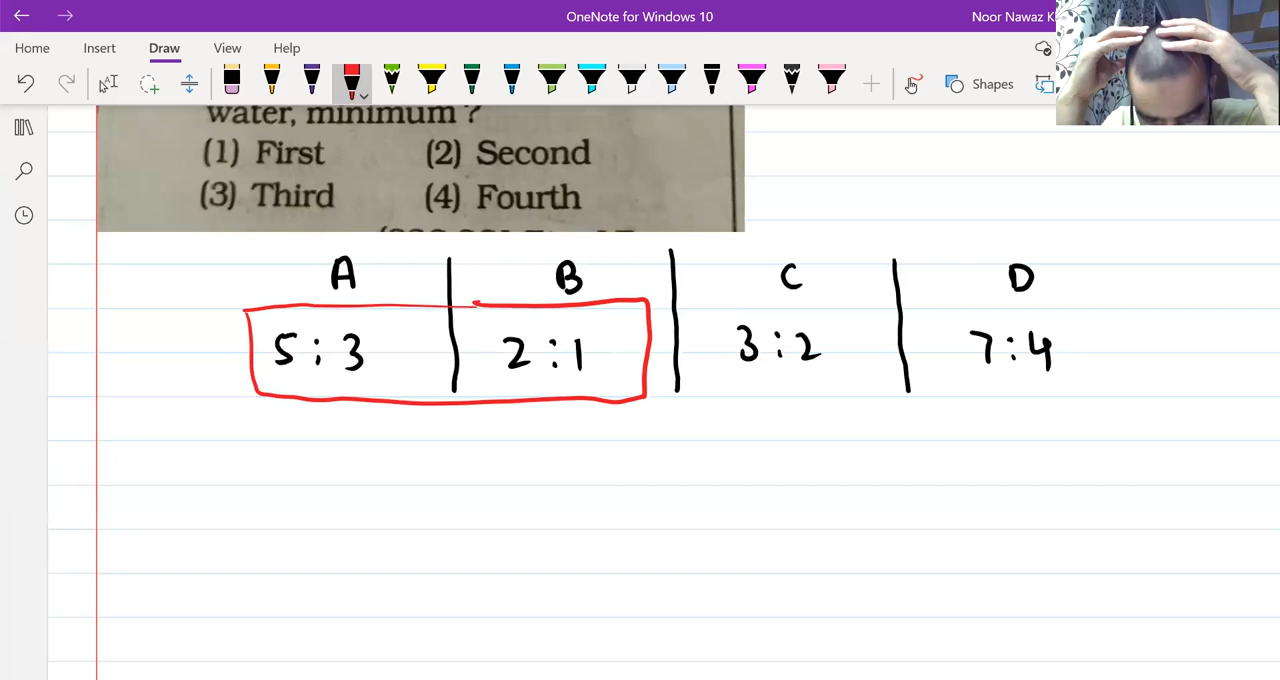 OneNote for Windows 10
Noor Nawaz K
Home Insert Draw View Help
Shapes
water, minimum ?
(1) First (2) Second
(3) Third (4) Fourth
A B C D
5:3 2:1 3:2 7:4